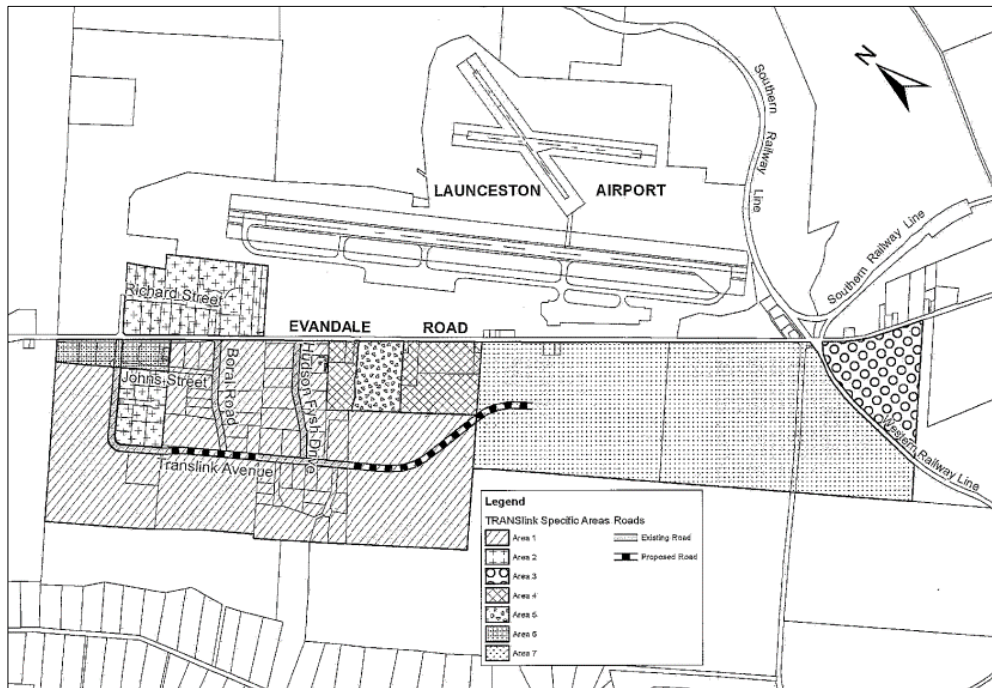 N
Southern Railway Line
LAUNCESTON AIRPORT
Southern Railway Line
Richard Street
EVANDALE ROAD
Johns Street
Boral Road
Hudson Fysh Drive
Translink Avenue
Western Railway Line
Legend
TRANSlink Specific Areas Roads
Area 1
Existing Road
Area 2
Proposed Road
Area 3
Area 4
Area 5
Area 6
Area 7